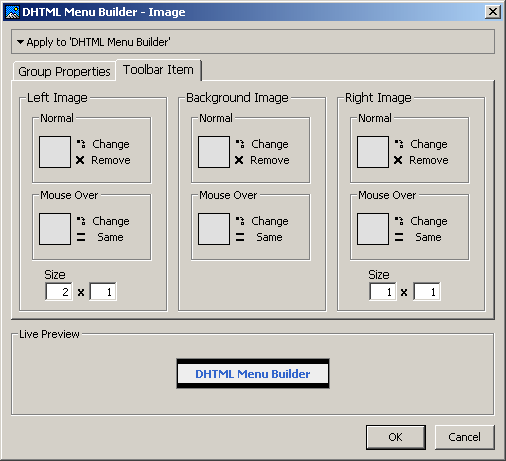 DHTML Menu Builder - Image
Apply to 'DHTML Menu Builder'
Group Properties
Toolbar Item
Left Image
Background Image
Right Image
Normal
Normal
Normal
Change
Change
Change
Remove
Remove
Remove
Mouse Over
Mouse Over
Mouse Over
Change
Change
Change
Same
Same
Same
Size
Size
2 x 1
1 x 1
Live Preview
DHTML Menu Builder
OK
Cancel